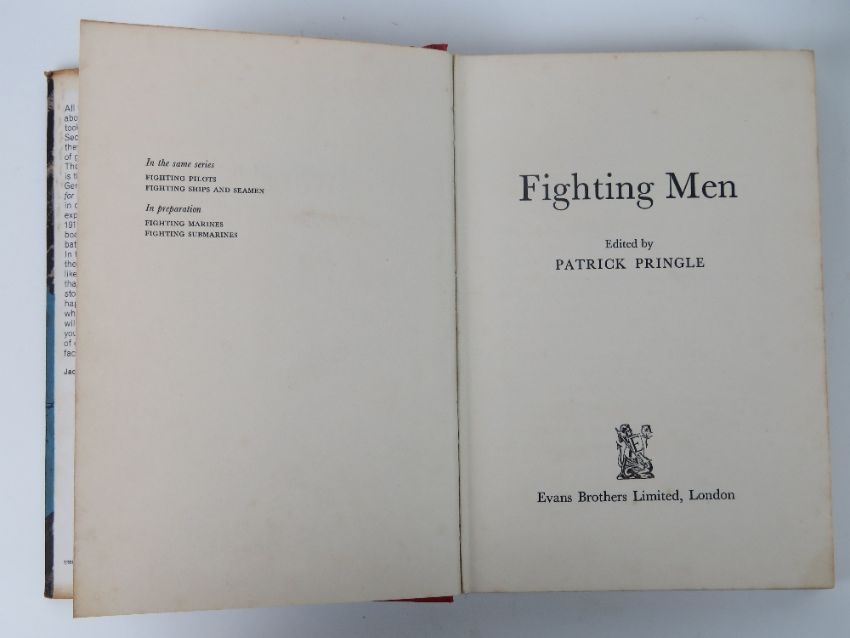 All
In the same series
FIGHTING PILOTS
FIGHTING SHIPS AND SEAMEN
In preparation
FIGHTING MARINES
FIGHTING SUBMARINES
Fighting Men
Edited by
PATRICK PRINGLE
E
Evans Brothers Limited, London